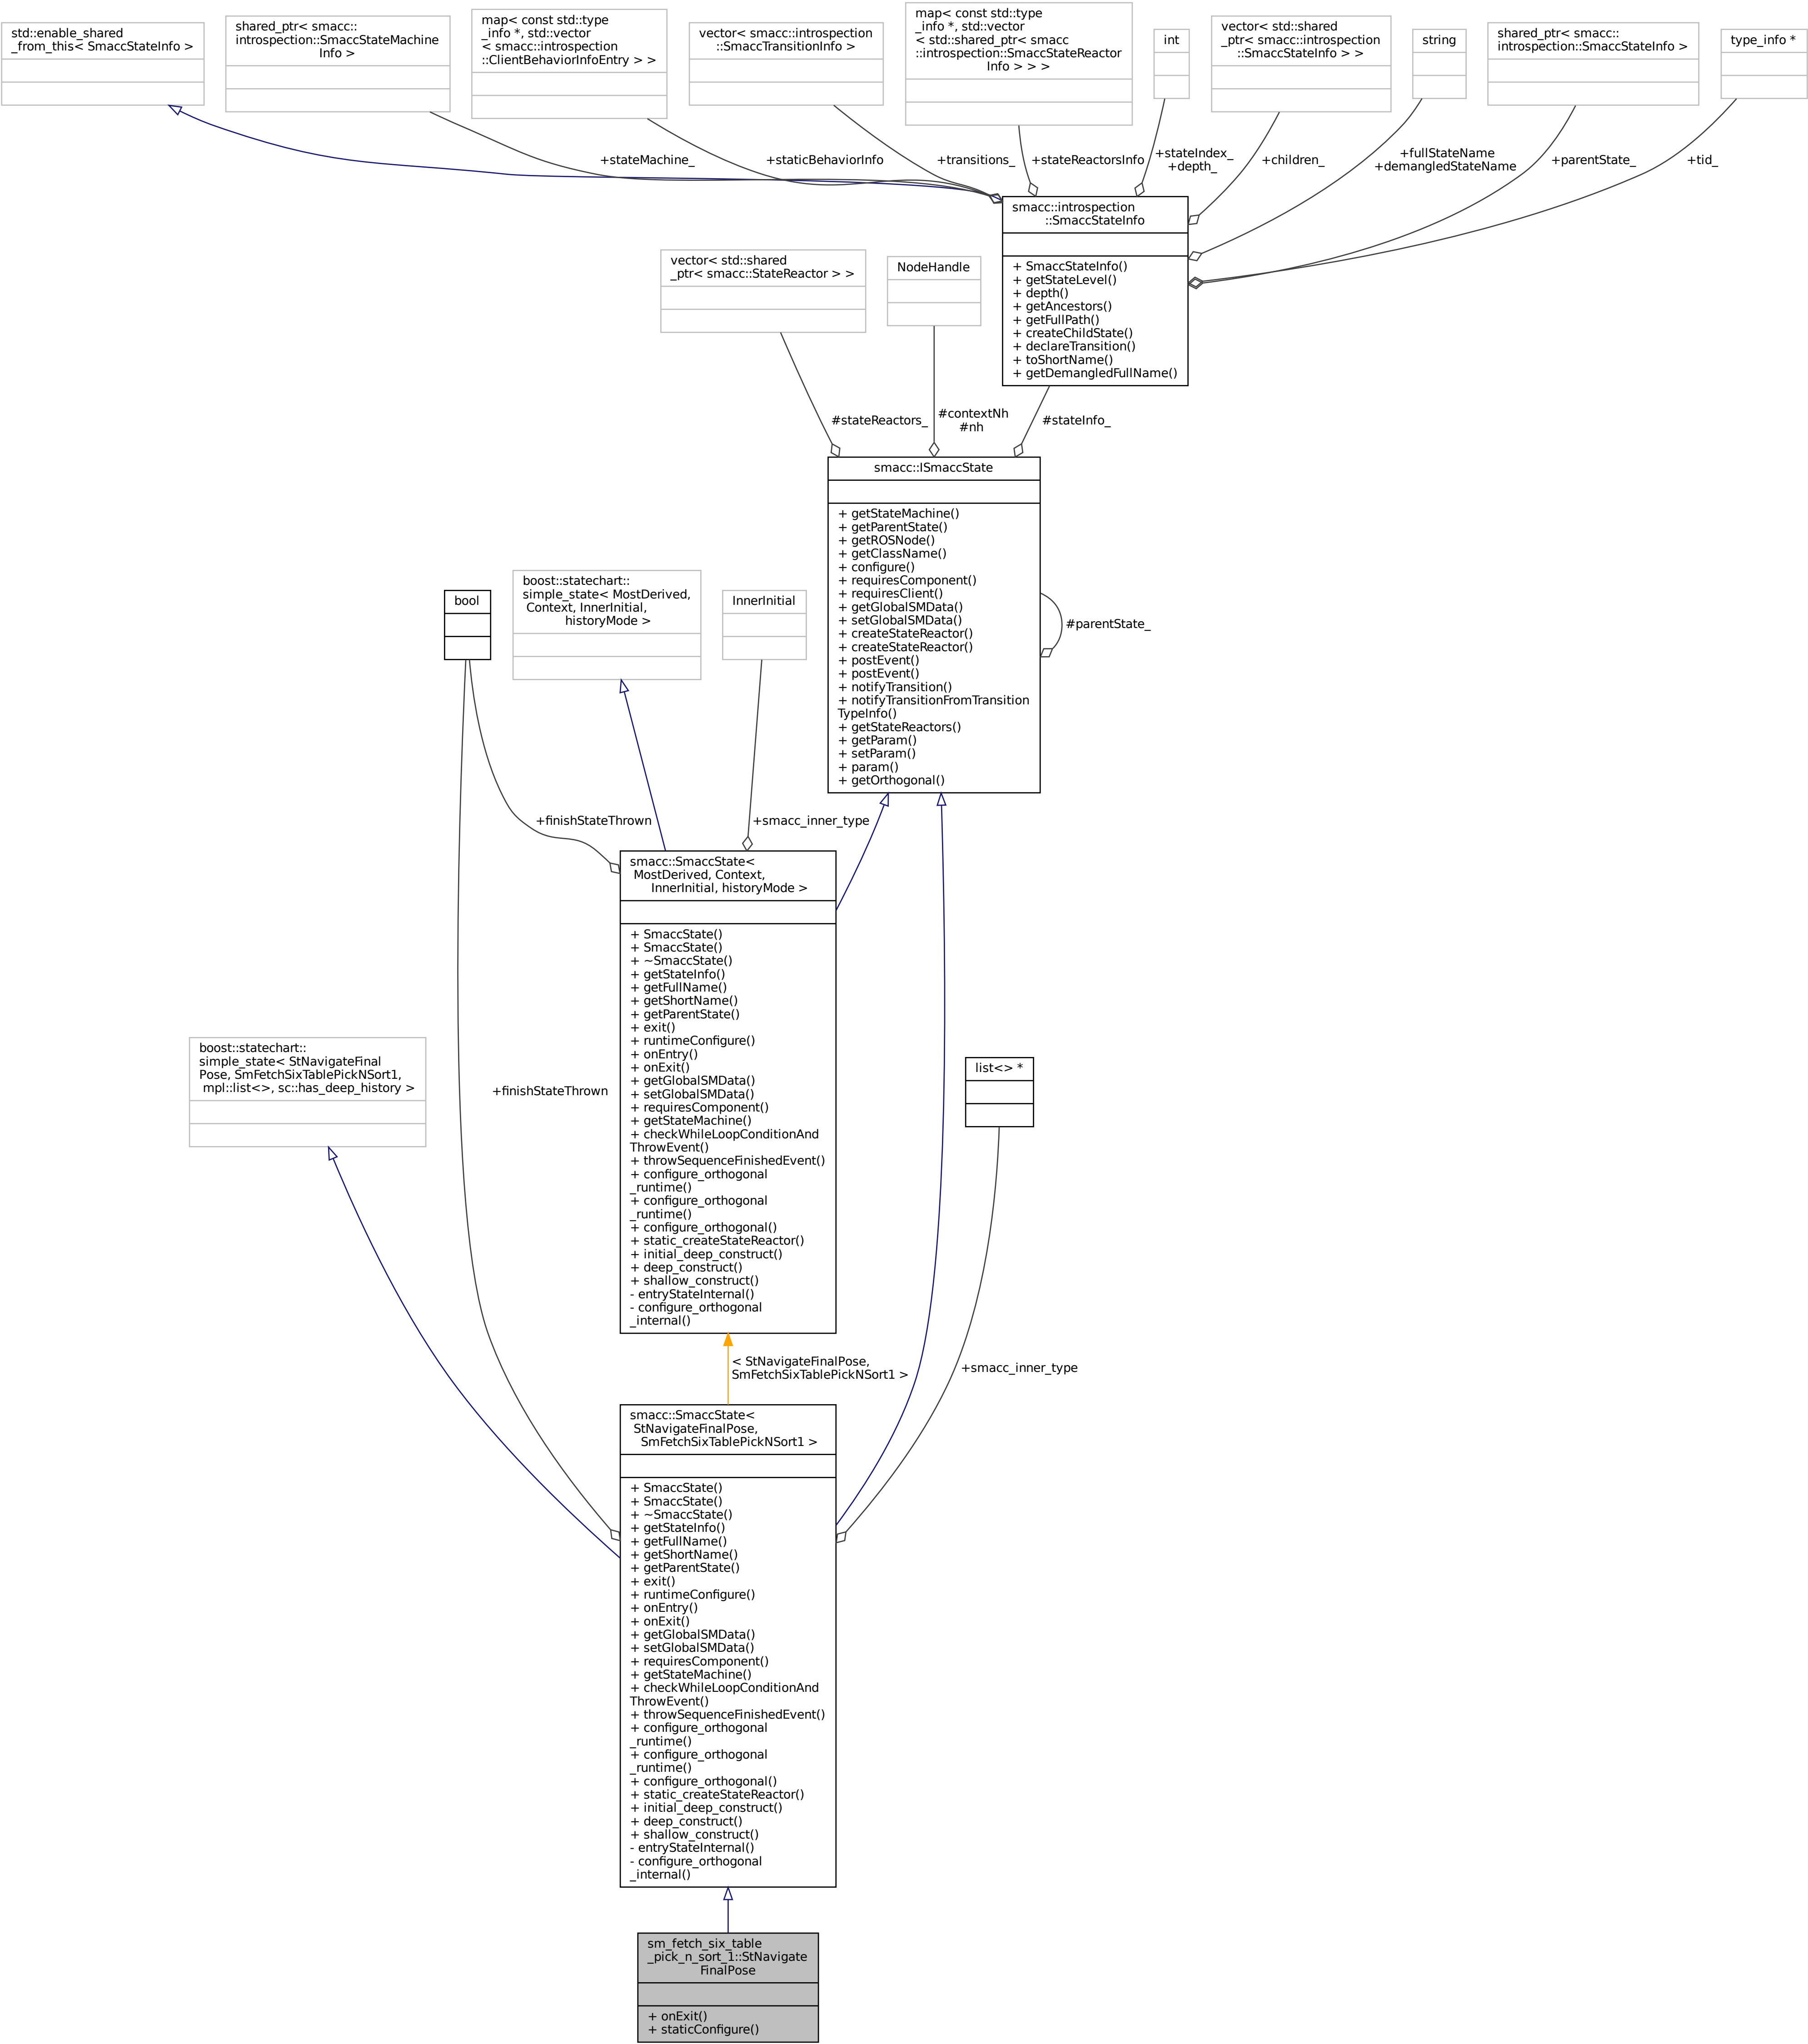 std::enable_shared
_from_this< SmaccStateInfo >
shared_ptr< smacc::
introspection::SmaccStateMachine
Info >
map< const std::type
_info *, std::vector
< smacc::introspection
::ClientBehaviorInfoEntry > >
vector< smacc::introspection
::SmaccTransitionInfo >
map< const std::type
_info *, std::vector
< std::shared_ptr< smacc
::introspection::SmaccStateReactor
Info > > >
int
vector< std::shared
_ptr< smacc::introspection
::SmaccStateInfo > >
string
shared_ptr< smacc::
introspection::SmaccStateInfo >
type_info *
+stateMachine_
+staticBehaviorInfo
+transitions_
+stateReactorsInfo
+stateIndex_
+depth_
+children_
+fullStateName
+demangledStateName
+parentState_
+tid_
smacc::introspection
::SmaccStateInfo
+ SmaccStateInfo()
+ getStateLevel()
+ depth()
+ getAncestors()
+ getFullPath()
+ createChildState()
+ declareTransition()
+ toShortName()
+ getDemangledFullName()
vector< std::shared
_ptr< smacc::StateReactor > >
NodeHandle
#stateReactors_
#contextNh
#nh
#stateInfo_
smacc::ISmaccState
+ getStateMachine()
+ getParentState()
+ getROSNode()
+ getClassName()
+ configure()
+ requiresComponent()
+ requiresClient()
+ getGlobalSMData()
+ setGlobalSMData()
+ createStateReactor()
+ createStateReactor()
+ postEvent()
+ postEvent()
+ notifyTransition()
+ notifyTransitionFromTransition
TypeInfo()
+ getStateReactors()
+ getParam()
+ setParam()
+ param()
+ getOrthogonal()
#parentState_
bool
boost::statechart::
simple_state< MostDerived,
Context, InnerInitial,
historyMode >
InnerInitial
+finishStateThrown
+smacc_inner_type
smacc::SmaccState<
MostDerived, Context,
InnerInitial, historyMode >
+ SmaccState()
+ SmaccState()
+ ~SmaccState()
+ getStateInfo()
+ getFullName()
+ getShortName()
+ getParentState()
+ exit()
+ runtimeConfigure()
+ onEntry()
+ onExit()
+ getGlobalSMData()
+ setGlobalSMData()
+ requiresComponent()
+ getStateMachine()
+ checkWhileLoopConditionAnd
ThrowEvent()
+ throwSequenceFinishedEvent()
+ configure_orthogonal
_runtime()
+ configure_orthogonal
_runtime()
+ configure_orthogonal()
+ static_createStateReactor()
+ initial_deep_construct()
+ deep_construct()
+ shallow_construct()
- entryStateInternal()
- configure_orthogonal
_internal()
boost::statechart::
simple_state< StNavigateFinal
Pose, SmFetchSixTablePickNSort1,
mpl::list<>, sc::has_deep_history >
+finishStateThrown
list<> *
< StNavigateFinalPose,
SmFetchSixTablePickNSort1 >
+smacc_inner_type
smacc::SmaccState<
StNavigateFinalPose,
SmFetchSixTablePickNSort1 >
+ SmaccState()
+ SmaccState()
+ ~SmaccState()
+ getStateInfo()
+ getFullName()
+ getShortName()
+ getParentState()
+ exit()
+ runtimeConfigure()
+ onEntry()
+ onExit()
+ getGlobalSMData()
+ setGlobalSMData()
+ requiresComponent()
+ getStateMachine()
+ checkWhileLoopConditionAnd
ThrowEvent()
+ throwSequenceFinishedEvent()
+ configure_orthogonal
_runtime()
+ configure_orthogonal
_runtime()
+ configure_orthogonal()
+ static_createStateReactor()
+ initial_deep_construct()
+ deep_construct()
+ shallow_construct()
- entryStateInternal()
- configure_orthogonal
_internal()
sm_fetch_six_table
_pick_n_sort_1::StNavigate
FinalPose
+ onExit()
+ staticConfigure()